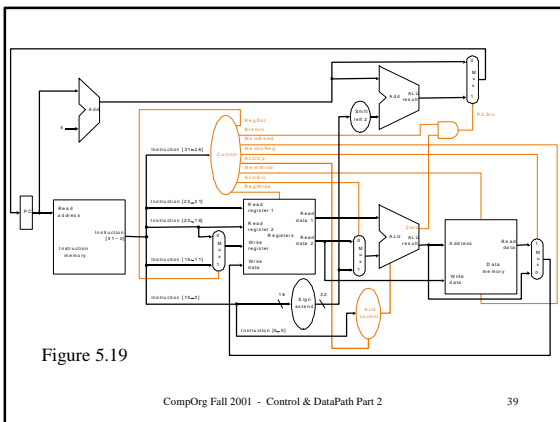 0
M
u
x
1
Add
ALU
result
Add
4
Shift
left 2
RegDst
Branch
MemRead
MemtoReg
ALUOp
MemWrite
ALUSrc
RegWrite
PCSrc
Control
Instruction [31–26]
Instruction [25–21]
Instruction [20–16]
Instruction [15–11]
Instruction [15–0]
Instruction [5–0]
PC
Read
address
Instruction
[31–0]
Instruction
memory
0
M
u
x
1
Read
register 1
Read
register 2
Write
register
Write
data
Registers
Read
data 1
Read
data 2
0
M
u
x
1
Zero
ALU
ALU
result
Address
Write
data
Read
data
Data
memory
1
M
u
x
0
16
32
Sign
extend
ALU
control
Figure 5.19
CompOrg Fall 2001 - Control & DataPath Part 2
39